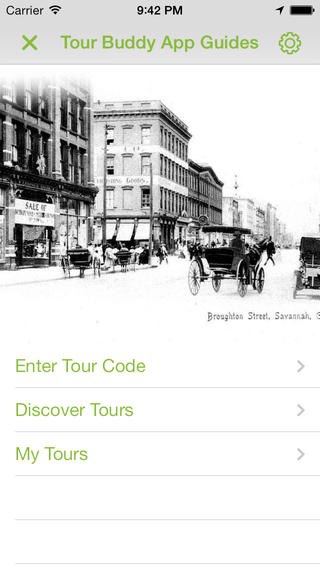 Carrier 9:42 PM
Tour Buddy App Guides
SALE OF
Broughton Street, Savannah, G
Enter Tour Code
Discover Tours
My Tours